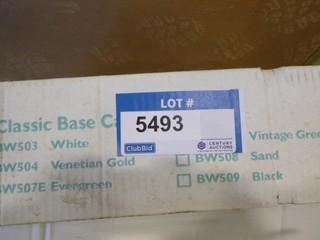 LOT #
5493
ClubBid
CENTURY
AUCTIONS
Classic Base Ca
BW503 White
BW504 Venetian Gold
BW507E Evergreen
Vintage Gree
BW508 Sand
BW509 Black